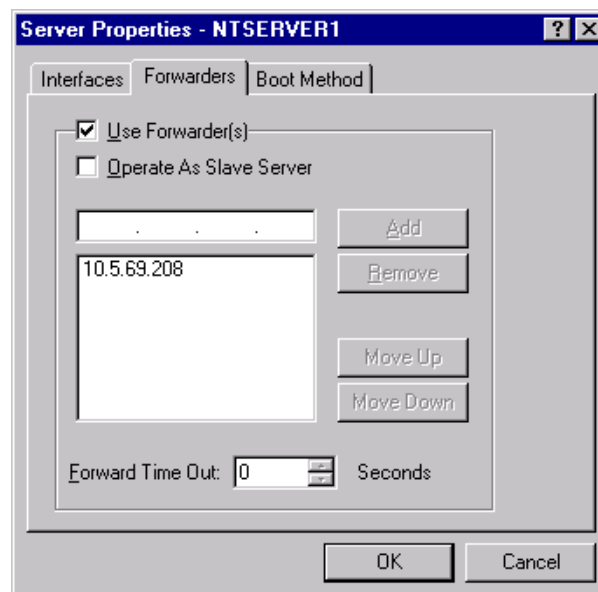 Server Properties - NTSERVER1
Interfaces Forwarders Boot Method
Use Forwarder(s)
Operate As Slave Server
. . . Add
10.5.69.208 Remove
Move Up
Move Down
Forward Time Out: 0 Seconds
OK Cancel